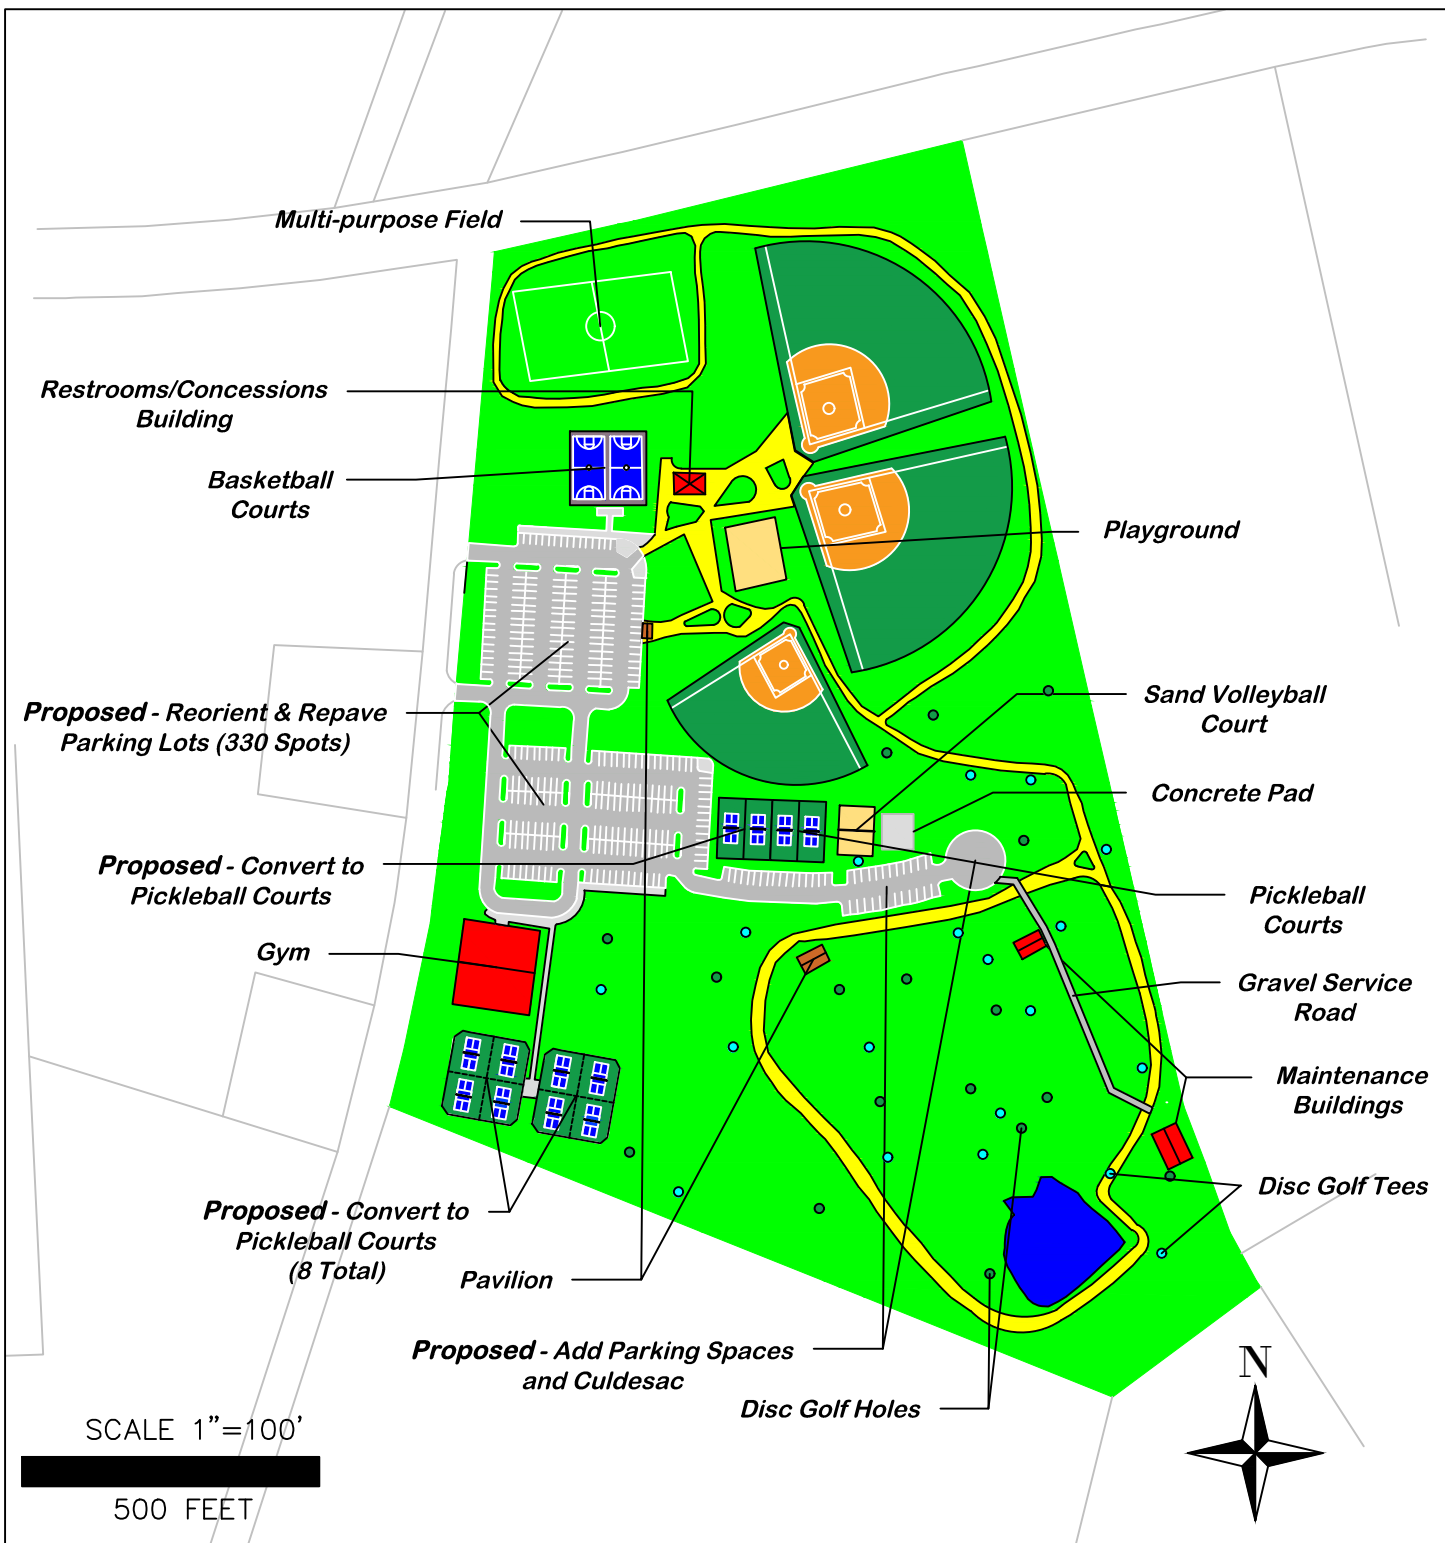 Multi-purpose Field
Restrooms/Concessions
Building
Basketball
Courts
Playground
Sand Volleyball
Court
Proposed - Reorient & Repave
Parking Lots (330 Spots)
Concrete Pad
Proposed - Convert to
Pickleball Courts
Pickleball
Courts
Gym
Gravel Service
Road
Maintenance
Buildings
Disc Golf Tees
Proposed - Convert to
Pickleball Courts
(8 Total)
Pavilion
Proposed - Add Parking Spaces
and Culdesac
Disc Golf Holes
N
SCALE 1"=100'
500 FEET